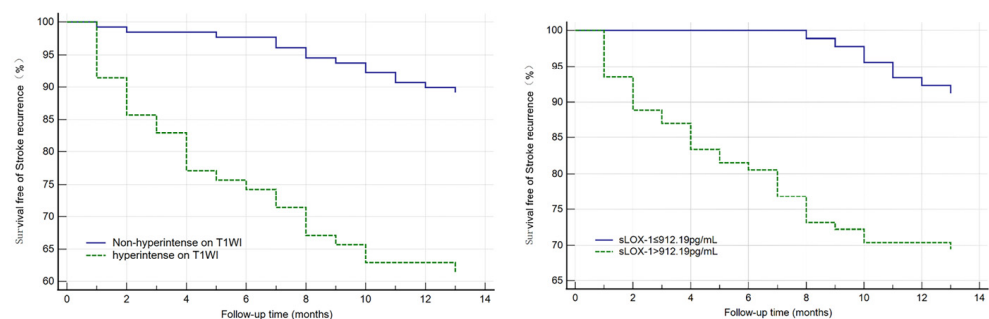 100
95
90
85
80
75
70
65
60
Survival free of Stroke recurrence (%)
Non-hyperintense on T1WI
hyperintense on T1WI
0 2 4 6 8 10 12 14
Follow-up time (months)
100
95
90
85
80
75
70
65
Survival free of Stroke recurrence (%)
sLOX-1≤912.19pg/mL
sLOX-1>912.19pg/mL
0 2 4 6 8 10 12 14
Follow-up time (months)